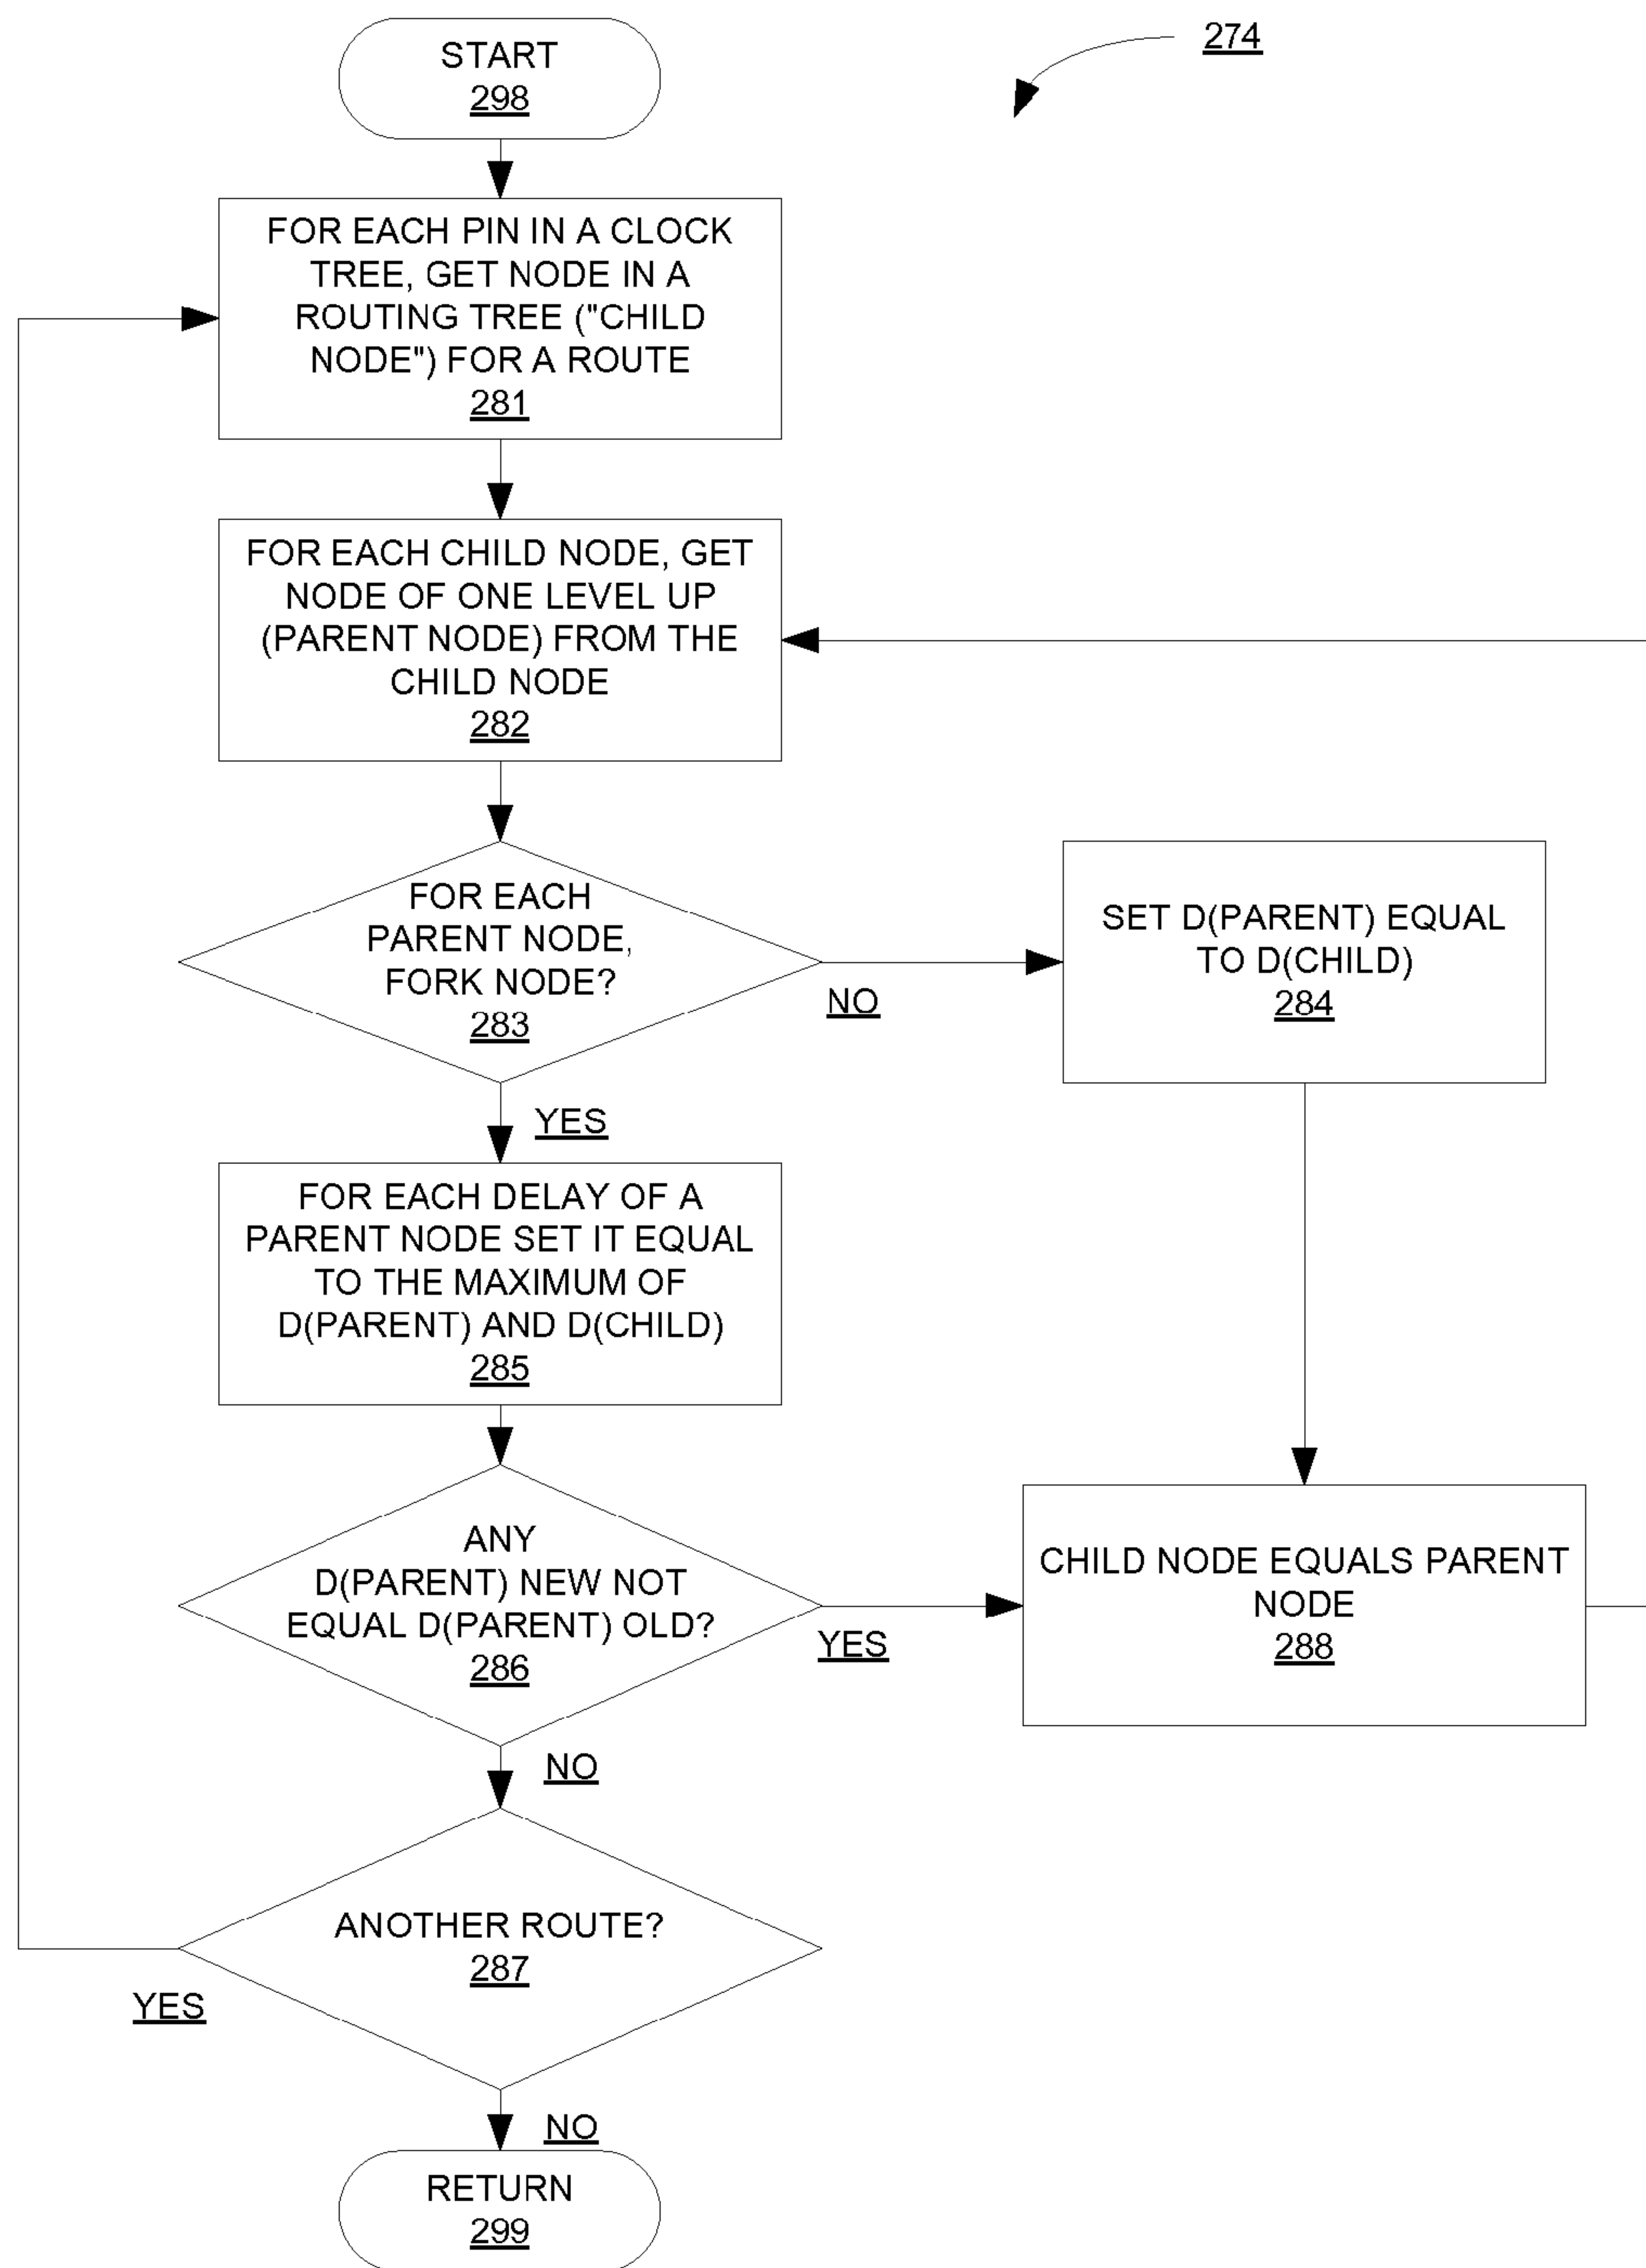 START
298
274
FOR EACH PIN IN A CLOCK
TREE, GET NODE IN A
ROUTING TREE ("CHILD
NODE") FOR A ROUTE
281
FOR EACH CHILD NODE, GET
NODE OF ONE LEVEL UP
(PARENT NODE) FROM THE
CHILD NODE
282
FOR EACH
PARENT NODE,
FORK NODE?
283
NO
SET D(PARENT) EQUAL
TO D(CHILD)
284
YES
FOR EACH DELAY OF A
PARENT NODE SET IT EQUAL
TO THE MAXIMUM OF
D(PARENT) AND D(CHILD)
285
ANY
D(PARENT) NEW NOT
EQUAL D(PARENT) OLD?
286
YES
CHILD NODE EQUALS PARENT
NODE
288
NO
ANOTHER ROUTE?
287
YES
NO
RETURN
299